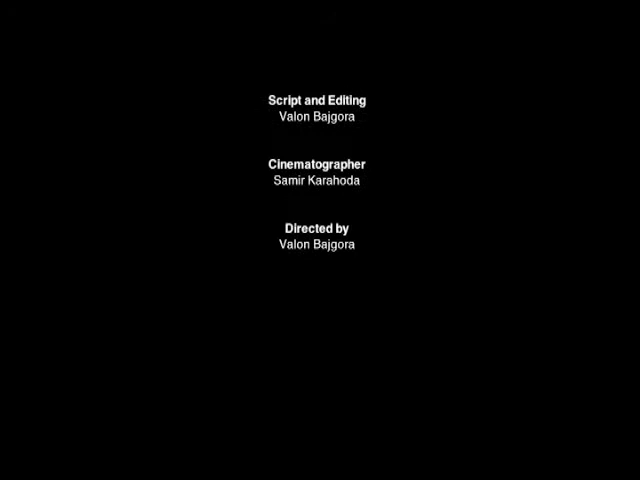 Script and Editing
Valon Bajgora
Cinematographer
Samir Karahoda
Directed by
Valon Bajgora